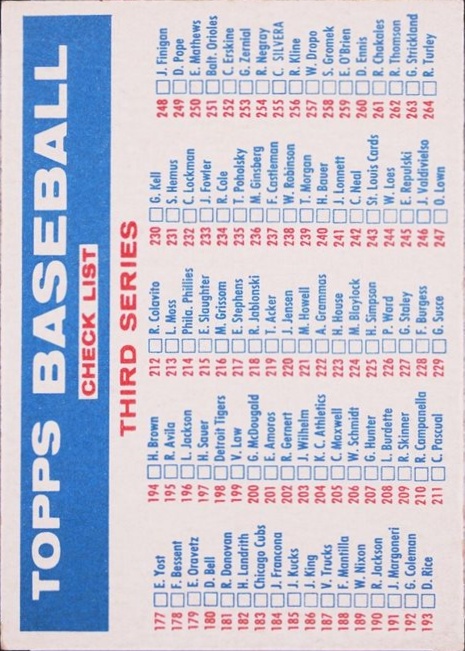 TOPPS BASEBALL
CHECK LIST
THIRD SERIES
177 E. Yost
178 F. Bessent
179 E. Oravetz
180 D. Bell
181 R. Donovan
182 H. Landrith
183 Chicago Cubs
184 J. Francona
185 J. Kucks
186 J. King
187 V. Trucks
188 F. Mantilla
189 W. Nixon
190 R. Jackson
191 J. Margoneri
192 G. Coleman
193 D. Rice
194 H. Brown
195 R. Avila
196 L. Jackson
197 H. Sauer
198 Detroit Tigers
199 V. Law
200 G. McDougald
201 E. Amoros
202 R. Gernert
203 J. Wilhelm
204 K. C. Athletics
205 C. Maxwell
206 W. Schmidt
207 G. Hunter
208 L. Burdette
209 R. Skinner
210 R. Campanella
211 C. Pascual
212 R. Colavito
213 L. Moss
214 Phila. Phillies
215 E. Slaughter
216 M. Grissom
217 E. Stephens
218 R. Jablonski
219 T. Acker
220 J. Jensen
221 M. Howell
222 A. Grammas
223 H. House
224 M. Blaylock
225 H. Simpson
226 P. Ward
227 G. Staley
228 F. Burgess
229 G. Susce
230 G. Kell
231 S. Hemus
232 C. Lockman
233 J. Fowler
234 R. Cole
235 T. Poholsky
236 M. Ginsberg
237 F. Castleman
238 W. Robinson
239 T. Morgan
240 H. Bauer
241 J. Lonnett
242 C. Neal
243 St. Louis Cards
244 W. Loes
245 E. Repulski
246 J. Valdivielso
247 O. Lown
248 J. Finigan
249 D. Pope
250 E. Mathews
251 Balt. Orioles
252 C. Erskine
253 G. Zernial
254 R. Negray
255 C. SILVERA
256 R. Kline
257 W. Dropo
258 S. Gromek
259 E. O'Brien
260 D. Ennis
261 R. Chakales
262 R. Thomson
263 G. Strickland
264 R. Turley